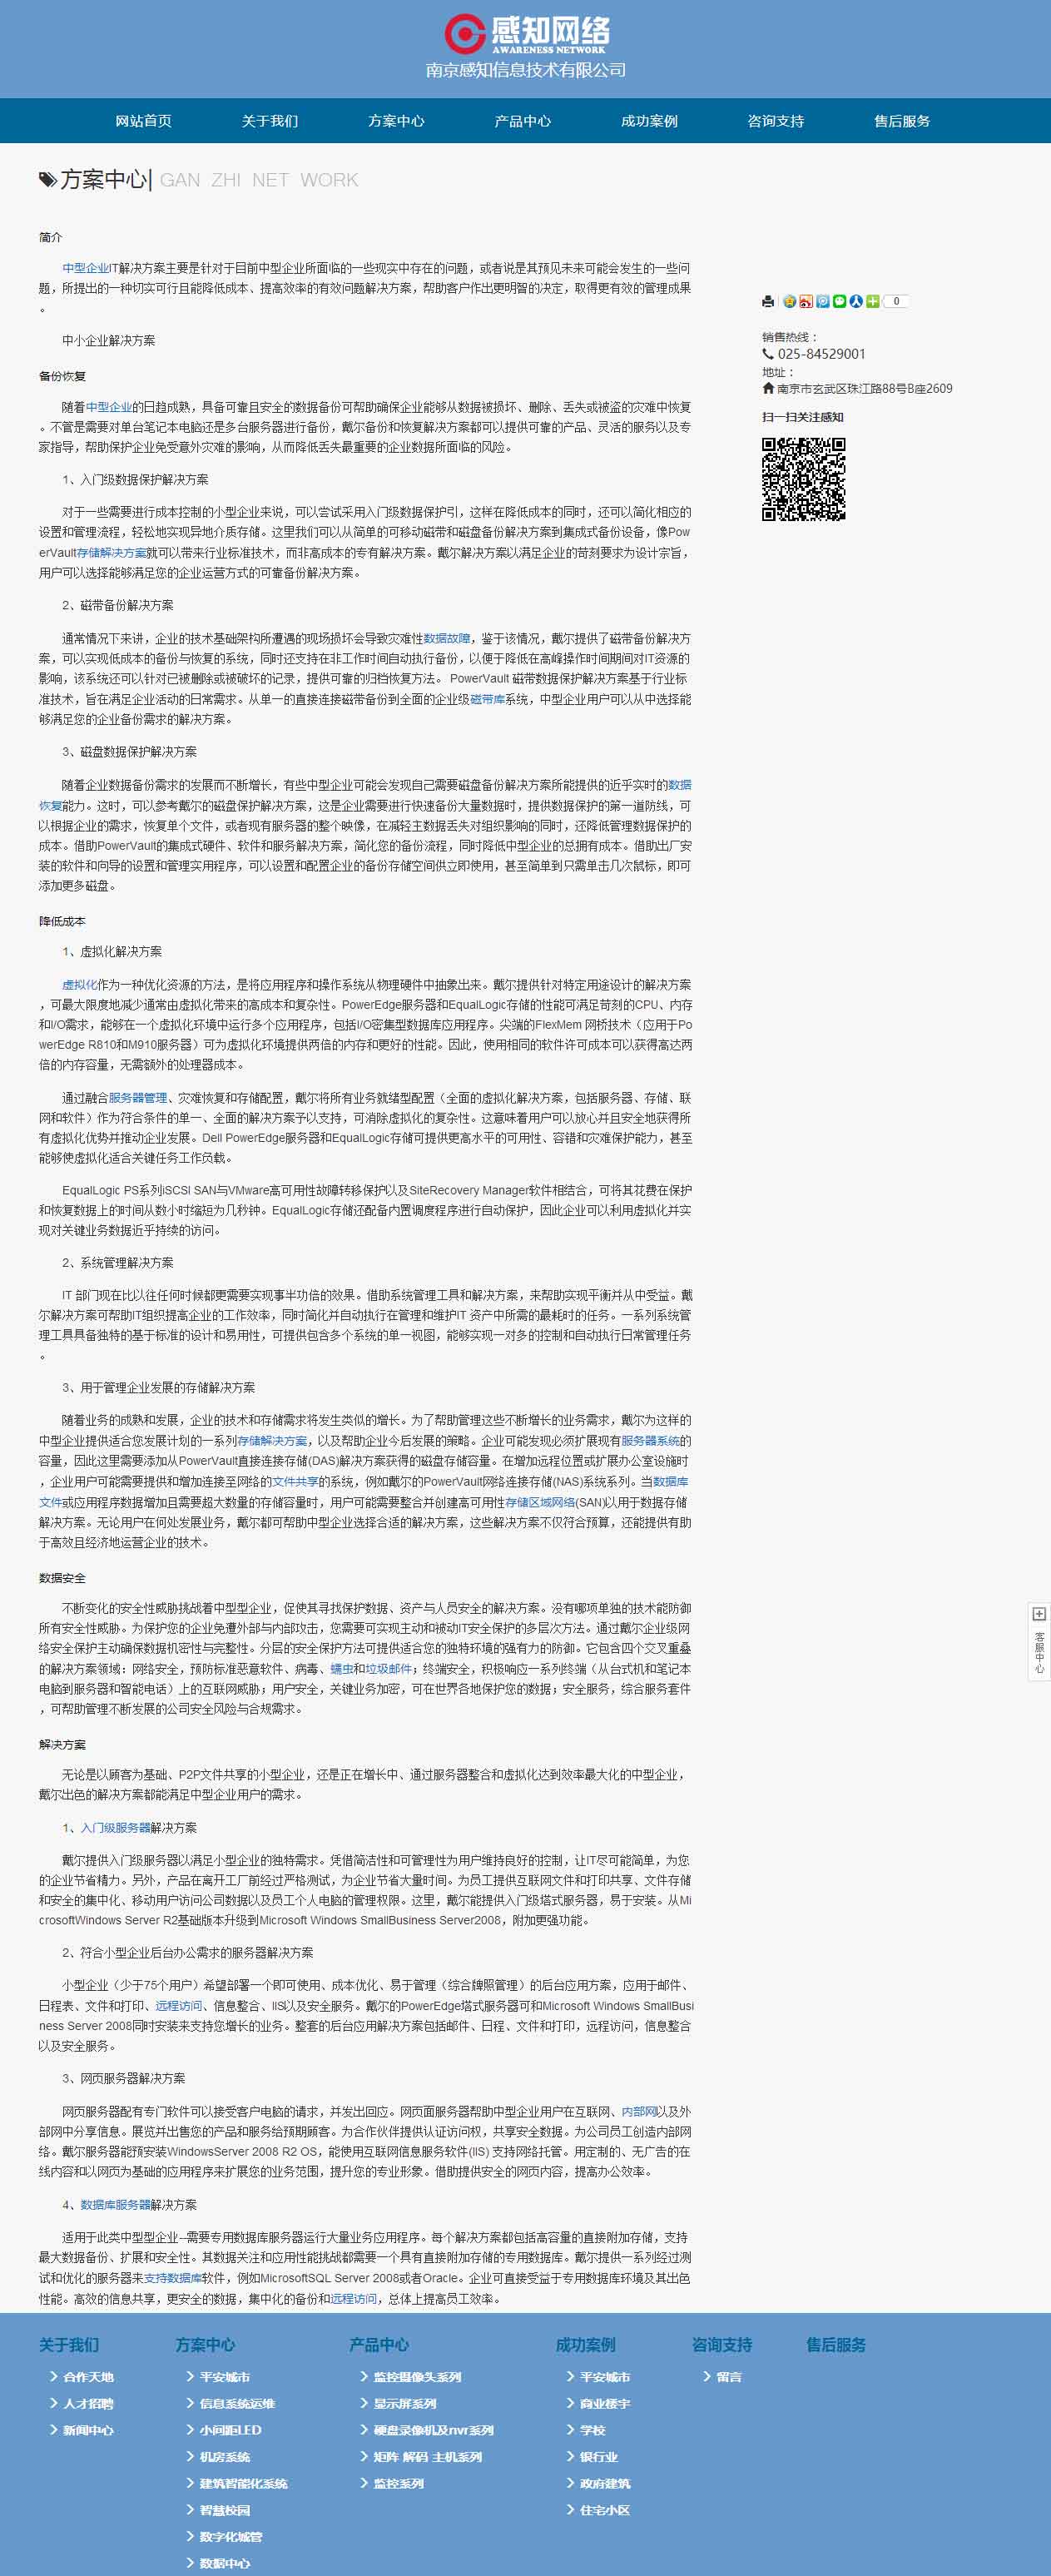 感知网络
AWARENESS NETWORK
南京感知信息技术有限公司
网站首页 关于我们 方案中心 产品中心 成功案例 咨询支持 售后服务
方案中心| GAN ZHI NET WORK
简介
中型企业IT解决方案主要是针对于目前中型企业所面临的一些现实中存在的问题，或者说是其预见未来可能会发生的一些问
题，所提出的一种切实可行且能降低成本、提高效率的有效问题解决方案，帮助客户作出更明智的决定，取得更有效的管理成果
。
中小企业解决方案
备份恢复
随着中型企业的日趋成熟，具备可靠且安全的数据备份可帮助确保企业能够从数据被损坏、删除、丢失或被盗的灾难中恢复
。不管是需要对单台笔记本电脑还是多台服务器进行备份，戴尔备份和恢复解决方案都可以提供可靠的产品、灵活的服务以及专
家指导，帮助保护企业免受意外灾难的影响，从而降低丢失最重要的企业数据所面临的风险。
1、入门级数据保护解决方案
对于一些需要进行成本控制的小型企业来说，可以尝试采用入门级数据保护引，这样在降低成本的同时，还可以简化相应的
设置和管理流程，轻松地实现异地介质存储。这里我们可以从简单的可移动磁带和磁盘备份解决方案到集成式备份设备，像Pow
erVault存储解决方案就可以带来行业标准技术，而非高成本的专有解决方案。戴尔解决方案以满足企业的苛刻要求为设计宗旨，
用户可以选择能够满足您的企业运营方式的可靠备份解决方案。
2、磁带备份解决方案
通常情况下来讲，企业的技术基础架构所遭遇的现场损坏会导致灾难性数据故障，鉴于该情况，戴尔提供了磁带备份解决方
案，可以实现低成本的备份与恢复的系统，同时还支持在非工作时间自动执行备份，以便于降低在高峰操作时间期间对IT资源的
影响，该系统还可以针对已被删除或被破坏的记录，提供可靠的归档恢复方法。 PowerVault 磁带数据保护解决方案基于行业标
准技术，旨在满足企业活动的日常需求。从单一的直接连接磁带备份到全面的企业级磁带库系统，中型企业用户可以从中选择能
够满足您的企业备份需求的解决方案。
3、磁盘数据保护解决方案
随着企业数据备份需求的发展而不断增长，有些中型企业可能会发现自己需要磁盘备份解决方案所能提供的近乎实时的数据
恢复能力。这时，可以参考戴尔的磁盘保护解决方案，这是企业需要进行快速备份大量数据时，提供数据保护的第一道防线，可
以根据企业的需求，恢复单个文件，或者现有服务器的整个映像，在减轻主数据丢失对组织影响的同时，还降低管理数据保护的
成本。借助PowerVault的集成式硬件、软件和服务解决方案，简化您的备份流程，同时降低中型企业的总拥有成本。借助出厂安
装的软件和向导的设置和管理实用程序，可以设置和配置企业的备份存储空间供立即使用，甚至简单到只需单击几次鼠标，即可
添加更多磁盘。
降低成本
1、虚拟化解决方案
虚拟化作为一种优化资源的方法，是将应用程序和操作系统从物理硬件中抽象出来。戴尔提供针对特定用途设计的解决方案
，可最大限度地减少通常由虚拟化带来的高成本和复杂性。PowerEdge服务器和EqualLogic存储的性能可满足苛刻的CPU、内存
和I/O需求，能够在一个虚拟化环境中运行多个应用程序，包括I/O密集型数据库应用程序。尖端的FlexMem 网桥技术（应用于Po
werEdge R810和M910服务器）可为虚拟化环境提供两倍的内存和更好的性能。因此，使用相同的软件许可成本可以获得高达两
倍的内存容量，无需额外的处理器成本。
通过融合服务器管理、灾难恢复和存储配置，戴尔将所有业务就绪型配置（全面的虚拟化解决方案，包括服务器、存储、联
网和软件）作为符合条件的单一、全面的解决方案予以支持，可消除虚拟化的复杂性。这意味着用户可以放心并且安全地获得所
有虚拟化优势并推动企业发展。Dell PowerEdge服务器和EqualLogic存储可提供更高水平的可用性、容错和灾难保护能力，甚至
能够使虚拟化适合关键任务工作负载。
EqualLogic PS系列iSCSI SAN与VMware高可用性故障转移保护以及SiteRecovery Manager软件相结合，可将其花费在保护
和恢复数据上的时间从数小时缩短为几秒钟。EqualLogic存储还配备内置调度程序进行自动保护，因此企业可以利用虚拟化并实
现对关键业务数据近乎持续的访问。
2、系统管理解决方案
IT 部门现在比以往任何时候都更需要实现事半功倍的效果。借助系统管理工具和解决方案，来帮助实现平衡并从中受益。戴
尔解决方案可帮助IT组织提高企业的工作效率，同时简化并自动执行在管理和维护IT 资产中所需的最耗时的任务。一系列系统管
理工具具备独特的基于标准的设计和易用性，可提供包含多个系统的单一视图，能够实现一对多的控制和自动执行日常管理任务
。
3、用于管理企业发展的存储解决方案
随着业务的成熟和发展，企业的技术和存储需求将发生类似的增长。为了帮助管理这些不断增长的业务需求，戴尔为这样的
中型企业提供适合您发展计划的一系列存储解决方案，以及帮助企业今后发展的策略。企业可能发现必须扩展现有服务器系统的
容量，因此这里需要添加从PowerVault直接连接存储(DAS)解决方案获得的磁盘存储容量。在增加远程位置或扩展办公室设施时
，企业用户可能需要提供和增加连接至网络的文件共享的系统，例如戴尔的PowerVault网络连接存储(NAS)系统系列。当数据库
文件或应用程序数据增加且需要超大数量的存储容量时，用户可能需要整合并创建高可用性存储区域网络(SAN)以用于数据存储
解决方案。无论用户在何处发展业务，戴尔都可帮助中型企业选择合适的解决方案，这些解决方案不仅符合预算，还能提供有助
于高效且经济地运营企业的技术。
数据安全
不断变化的安全性威胁挑战着中型型企业，促使其寻找保护数据、资产与人员安全的解决方案。没有哪项单独的技术能防御
所有安全性威胁。为保护您的企业免遭外部与内部攻击，您需要可实现主动和被动IT安全保护的多层次方法。通过戴尔企业级网
络安全保护主动确保数据机密性与完整性。分层的安全保护方法可提供适合您的独特环境的强有力的防御。它包含四个交叉重叠
的解决方案领域：网络安全，预防标准恶意软件、病毒、蠕虫和垃圾邮件；终端安全，积极响应一系列终端（从台式机和笔记本
电脑到服务器和智能电话）上的互联网威胁；用户安全，关键业务加密，可在世界各地保护您的数据；安全服务，综合服务套件
，可帮助管理不断发展的公司安全风险与合规需求。
解决方案
无论是以顾客为基础、P2P文件共享的小型企业，还是正在增长中、通过服务器整合和虚拟化达到效率最大化的中型企业，
戴尔出色的解决方案都能满足中型企业用户的需求。
1、入门级服务器解决方案
戴尔提供入门级服务器以满足小型企业的独特需求。凭借简洁性和可管理性为用户维持良好的控制，让IT尽可能简单，为您
的企业节省精力。另外，产品在离开工厂前经过严格测试，为企业节省大量时间。为员工提供互联网文件和打印共享、文件存储
和安全的集中化、移动用户访问公司数据以及员工个人电脑的管理权限。这里，戴尔能提供入门级塔式服务器，易于安装。从Mi
crosoftWindows Server R2基础版本升级到Microsoft Windows SmallBusiness Server2008，附加更强功能。
2、符合小型企业后台办公需求的服务器解决方案
小型企业（少于75个用户）希望部署一个即可使用、成本优化、易于管理（综合牌照管理）的后台应用方案，应用于邮件、
日程表、文件和打印、远程访问、信息整合、IIS以及安全服务。戴尔的PowerEdge塔式服务器可和Microsoft Windows SmallBusi
ness Server 2008同时安装来支持您增长的业务。整套的后台应用解决方案包括邮件、日程、文件和打印，远程访问，信息整合
以及安全服务。
3、网页服务器解决方案
网页服务器配有专门软件可以接受客户电脑的请求，并发出回应。网页面服务器帮助中型企业用户在互联网、内部网以及外
部网中分享信息。展览并出售您的产品和服务给预期顾客。为合作伙伴提供认证访问权，共享安全数据。为公司员工创造内部网
络。戴尔服务器能预安装WindowsServer 2008 R2 OS，能使用互联网信息服务软件(IIS) 支持网络托管。用定制的、无广告的在
线内容和以网页为基础的应用程序来扩展您的业务范围，提升您的专业形象。借助提供安全的网页内容，提高办公效率。
4、数据库服务器解决方案
适用于此类中型型企业--需要专用数据库服务器运行大量业务应用程序。每个解决方案都包括高容量的直接附加存储，支持
最大数据备份、扩展和安全性。其数据关注和应用性能挑战都需要一个具有直接附加存储的专用数据库。戴尔提供一系列经过测
试和优化的服务器来支持数据库软件，例如MicrosoftSQL Server 2008或者Oracle。企业可直接受益于专用数据库环境及其出色
性能。高效的信息共享，更安全的数据，集中化的备份和远程访问，总体上提高员工效率。
0
销售热线：
025-84529001
地址：
南京市玄武区珠江路88号B座2609
扫一扫关注感知
客服中心
关于我们 方案中心 产品中心 成功案例 咨询支持 售后服务
合作天地 平安城市 监控摄像头系列 平安城市 留言
人才招聘 信息系统运维 显示屏系列 商业楼宇
新闻中心 小间距LED 硬盘录像机及nvr系列 学校
机房系统 矩阵 解码 主机系列 银行业
建筑智能化系统 监控系列 政府建筑
智慧校园 住宅小区
数字化城管
数据中心